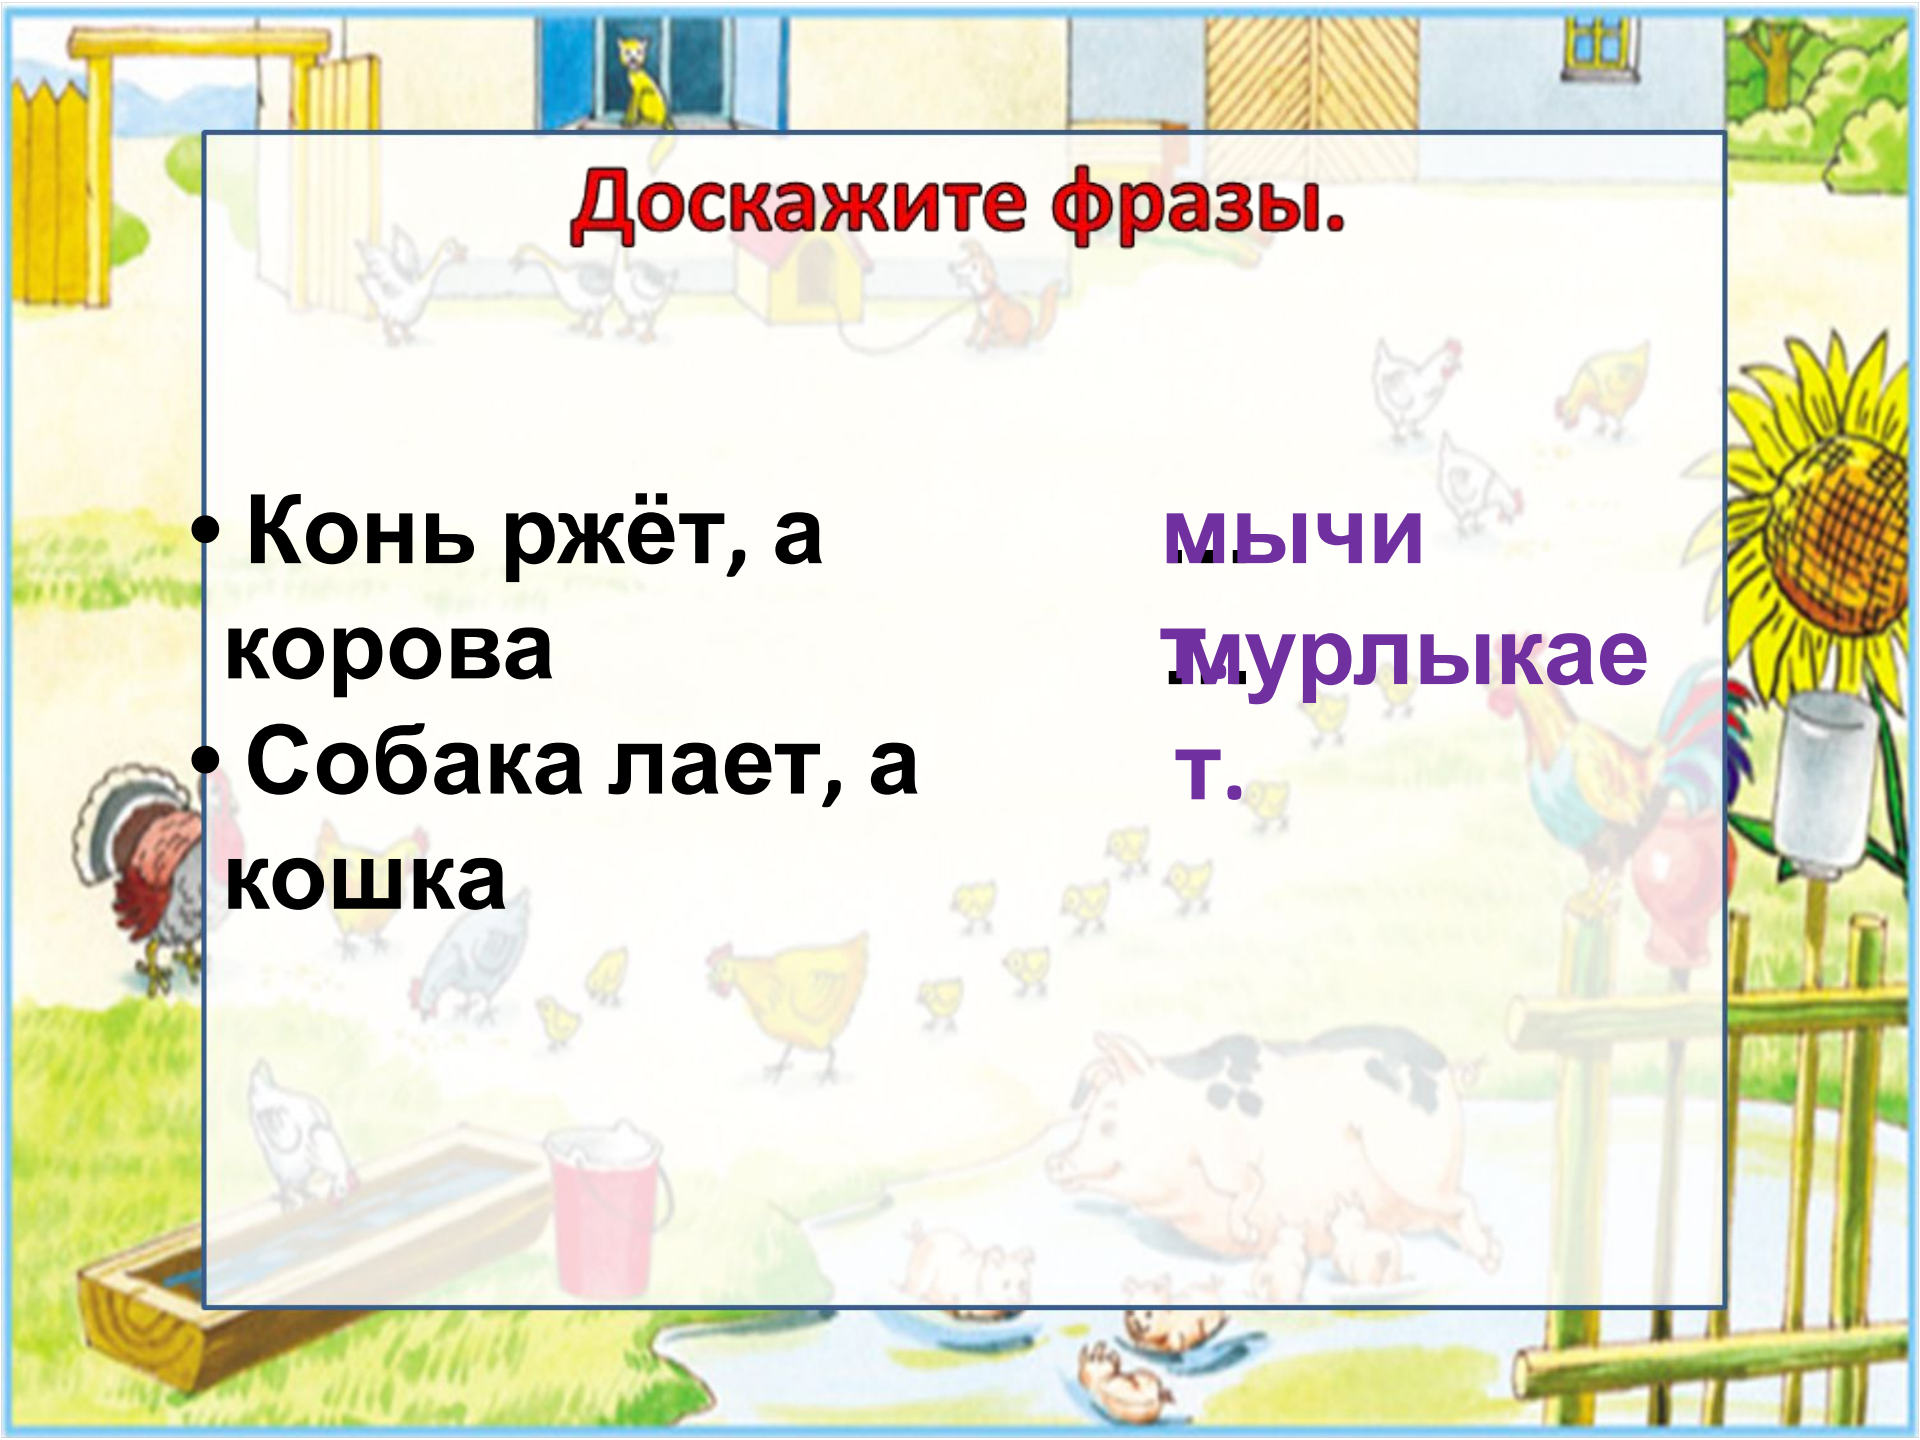 Доскажите фразы.
• Конь ржёт, а
корова
• Собака лает, а
кошка
...
мычи
т.
...
мурлыкае
т.